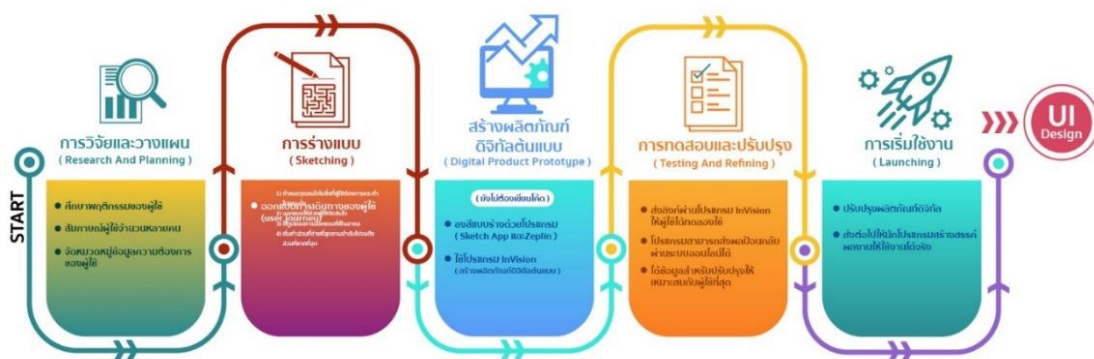 START
การวิจัยและวางแผน
( Research And Planning )
ศึกษาพฤติกรรมของผู้ใช้
สัมภาษณ์ผู้ใช้จำนวนหลายคน
จัดหมวดหมู่ข้อมูลความต้องการ
ของผู้ใช้
การร่างแบบ
( Sketching )
ออกแบบการเดินทางของผู้ใช้
(user journey)
สร้างผลิตภัณฑ์
ดิจิทัลต้นแบบ
( Digital Product Prototype )
(ยังไม่ต้องเขียนโค้ด)
ลงสีแบบร่างด้วยโปรแกรม
( Sketch App และZeplin )
ใช้โปรแกรม InVision
( สร้างผลิตภัณฑ์ดิจิทัลต้นแบบ )
การทดสอบและปรับปรุง
( Testing And Refining )
ส่งลิงก์ผ่านโปรแกรม InVision
ให้ผู้ใช้ได้ทดลองใช้
โปรแกรมสามารถส่งผลป้อนกลับ
ผ่านระบบออนไลน์ได้
ได้ข้อมูลสำหรับปรับปรุงให้
เหมาะสมกับผู้ใช้ที่สุด
การเริ่มใช้งาน
( Launching )
ปรับปรุงผลิตภัณฑ์ดิจิทัล
ส่งต่อไปให้นักโปรแกรมสร้างสรรค์
ผลงานให้ใช้งานได้จริง
UI
Design